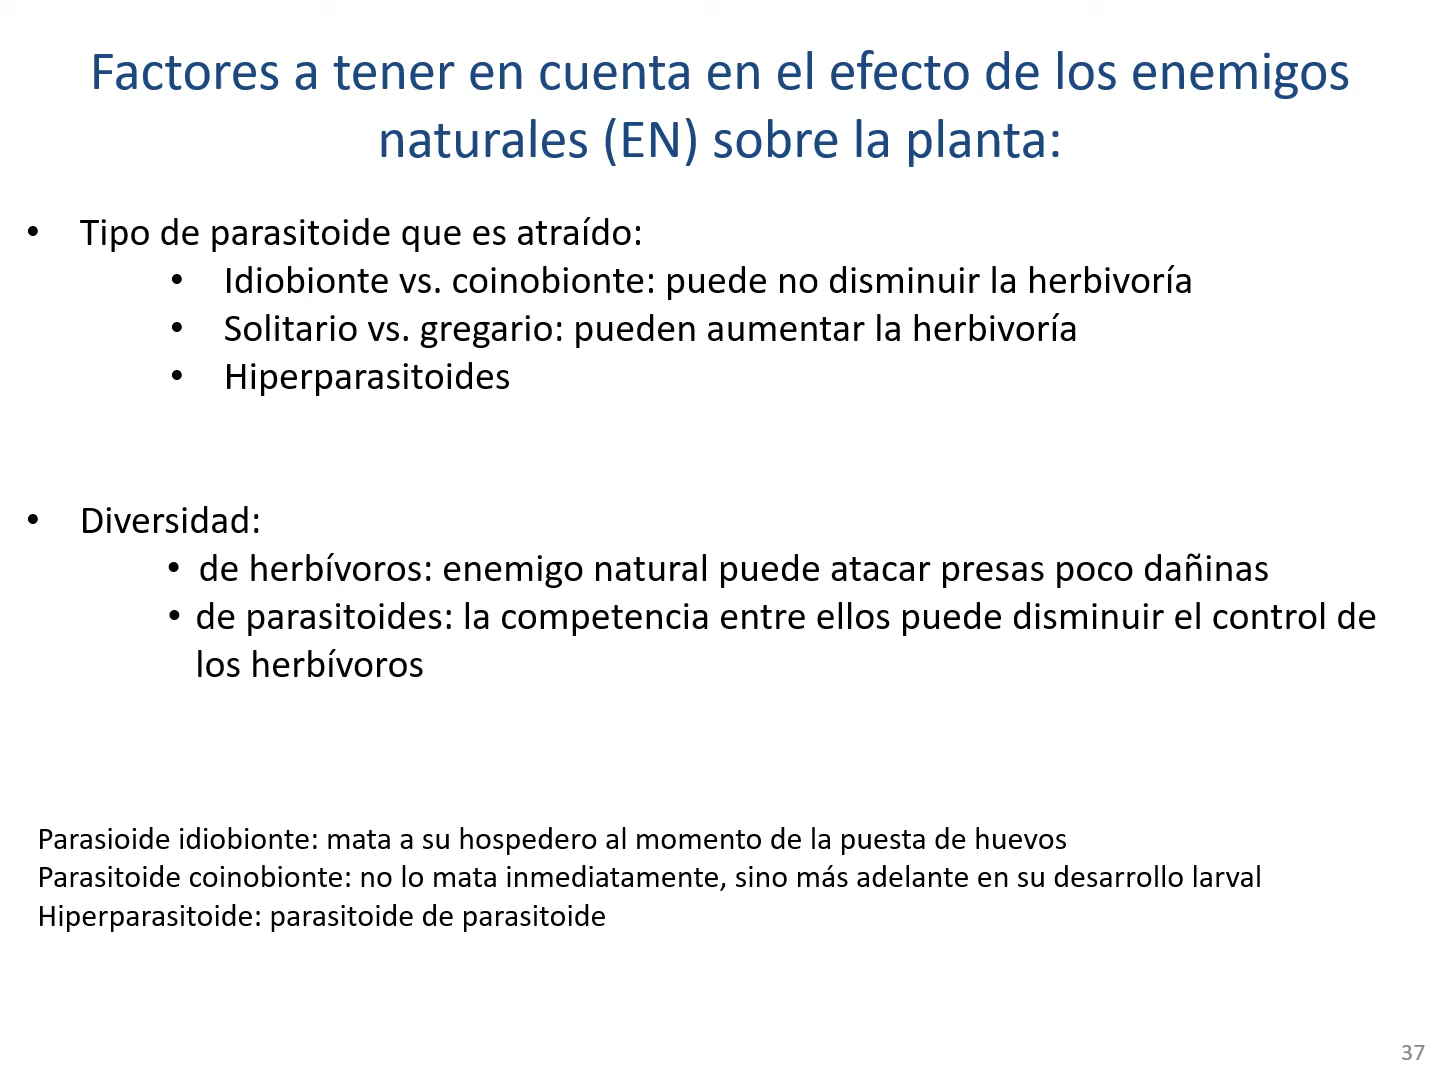 Factores a tener en cuenta en el efecto de los enemigos
naturales (EN) sobre la planta:
• Tipo de parasitoide que es atraído:
• Idiobionte vs. coinobionte: puede no disminuir la herbivoría
• Solitario vs. gregario: pueden aumentar la herbivoría
• Hiperparasitoides
• Diversidad:
• de herbívoros: enemigo natural puede atacar presas poco dañinas
• de parasitoides: la competencia entre ellos puede disminuir el control de
los herbívoros
Parasioide idiobionte: mata a su hospedero al momento de la puesta de huevos
Parasitoide coinobionte: no lo mata inmediatamente, sino más adelante en su desarrollo larval
Hiperparasitoide: parasitoide de parasitoide
37